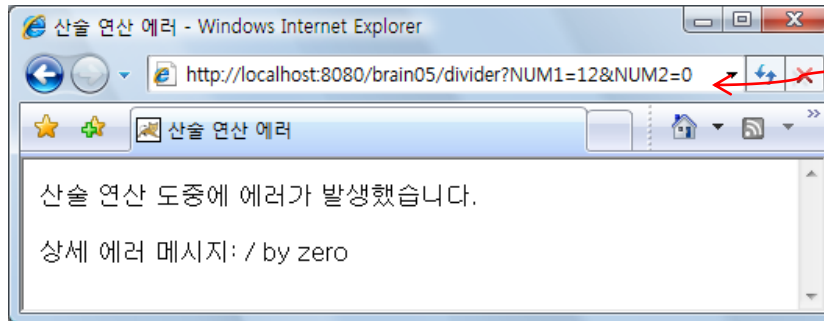 산술 연산 에러 - Windows Internet Explorer
http://localhost:8080/brain05/divider?NUM1=12&NUM2=0
산술 연산 에러
산술 연산 도중에 에러가 발생했습니다.
상세 에러 메시지: / by zero